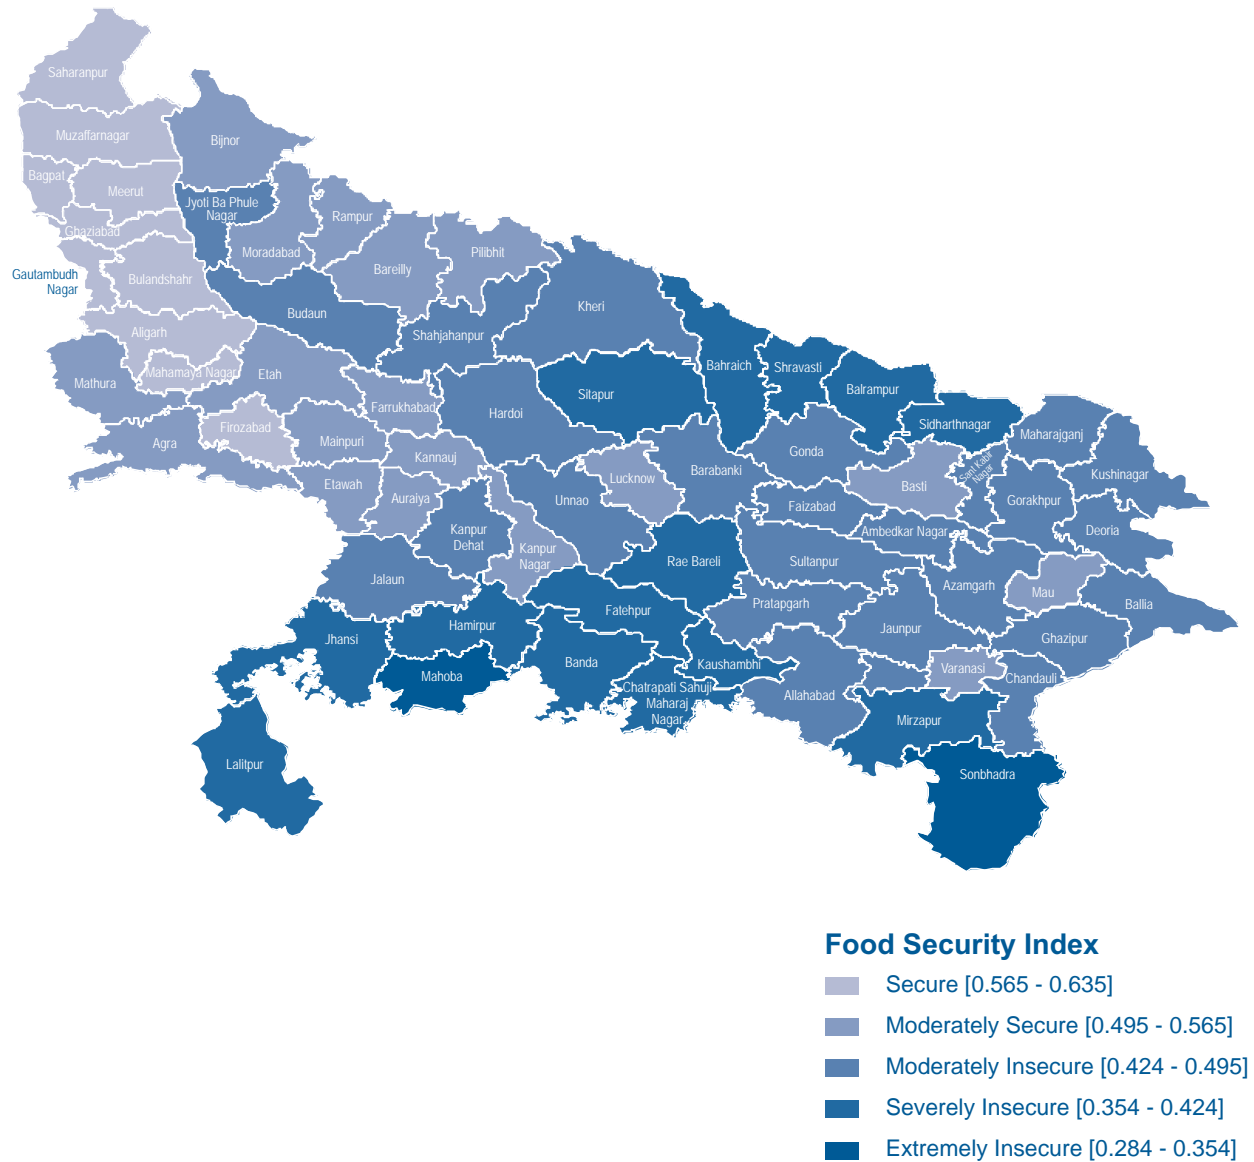 Saharanpur
Muzaffarnagar
Bijnor
Bagpat
Meerut
Jyoti Ba Phule
Nagar
Rampur
Ghaziabad
Moradabad
Pilibhit
Bareilly
Gautambudh
Nagar
Bulandshahr
Budaun
Kheri
Aligarh
Shahjahanpur
Bahraich
Shravasti
Mahamaya Nagar
Etah
Mathura
Balrampur
Sitapur
Farrukhabad
Hardoi
Firozabad
Sidharthnagar
Agra
Mainpuri
Maharajganj
Gonda
Kannauj
Barabanki
Sant Kabir
Nagar
Kushinagar
Lucknow
Etawah
Basti
Auraiya
Unnao
Gorakhpur
Faizabad
Kanpur
Dehat
Ambedkar Nagar
Deoria
Kanpur
Nagar
Rae Bareli
Sultanpur
Jalaun
Azamgarh
Mau
Pratapgarh
Ballia
Fatehpur
Hamirpur
Jaunpur
Jhansi
Ghazipur
Banda
Kaushambhi
Varanasi
Mahoba
Chandauli
Chatrapati Sahuji
Maharaj
Nagar
Allahabad
Mirzapur
Lalitpur
Sonbhadra
Food Security Index
Secure [0.565 - 0.635]
Moderately Secure [0.495 - 0.565]
Moderately Insecure [0.424 - 0.495]
Severely Insecure [0.354 - 0.424]
Extremely Insecure [0.284 - 0.354]